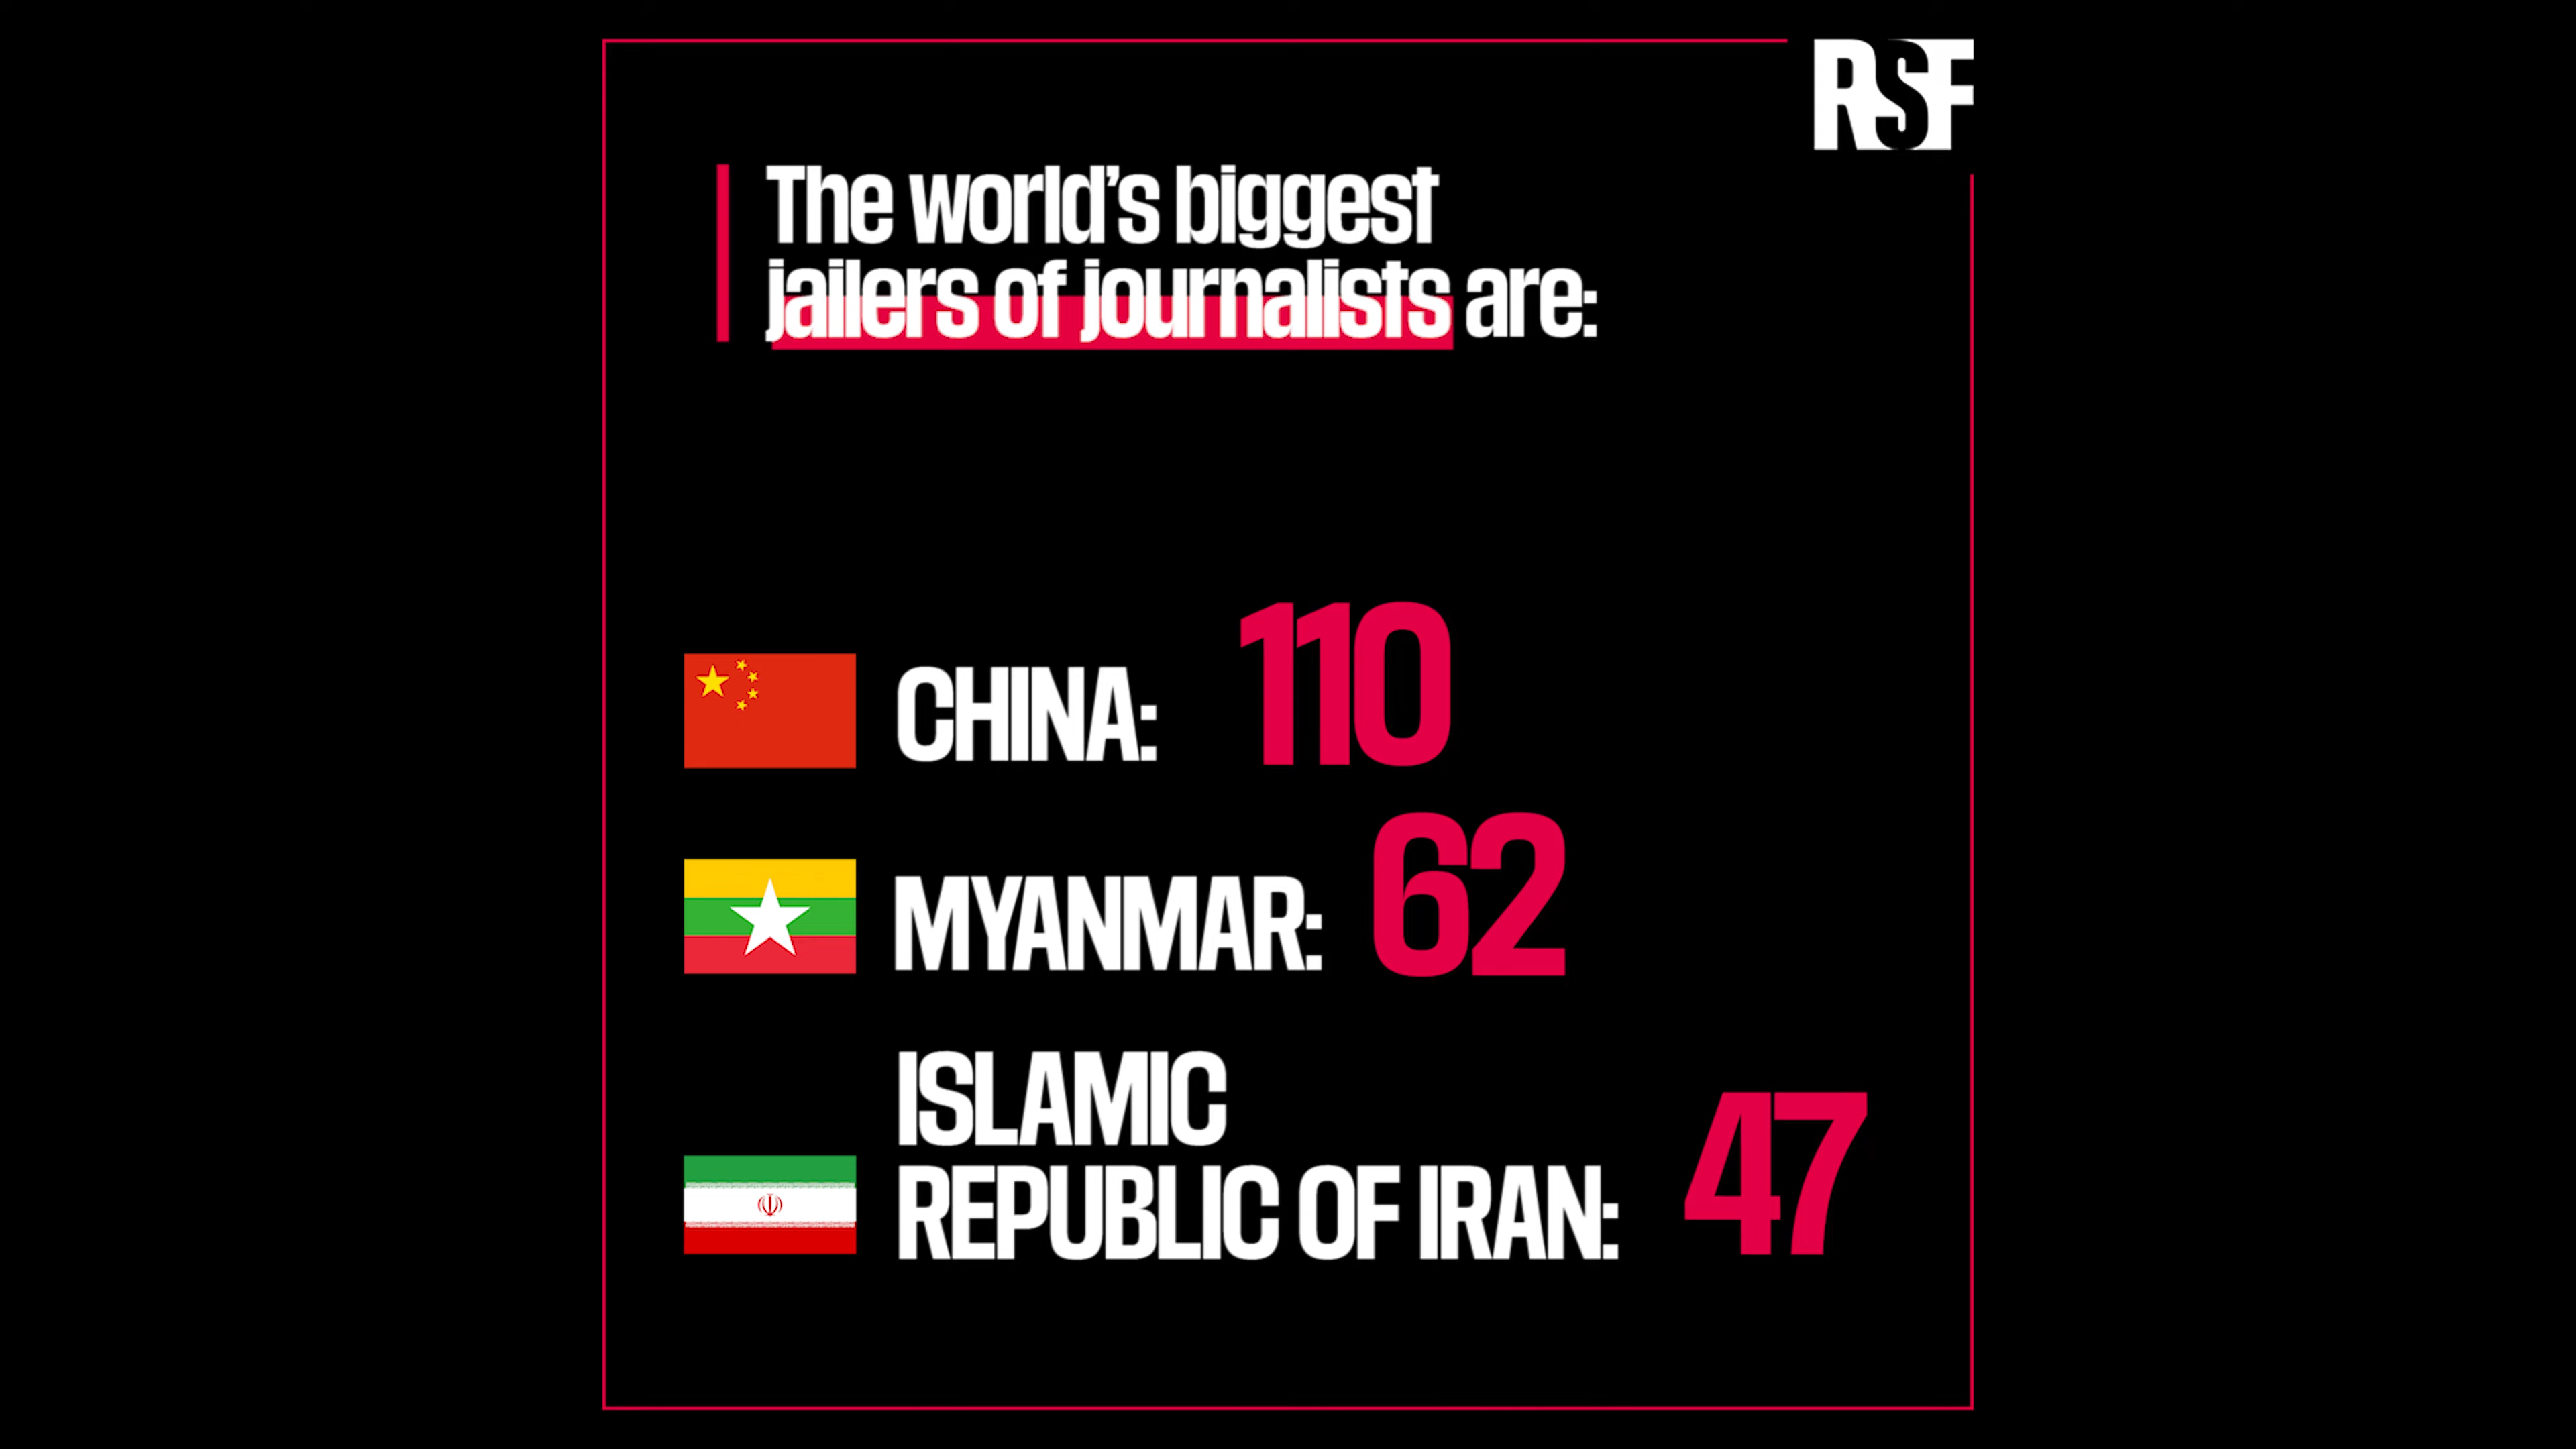 RSF
The world’s biggest
jailers of journalists are:
CHINA: 110
MYANMAR: 62
ISLAMIC
REPUBLIC OF IRAN: 47